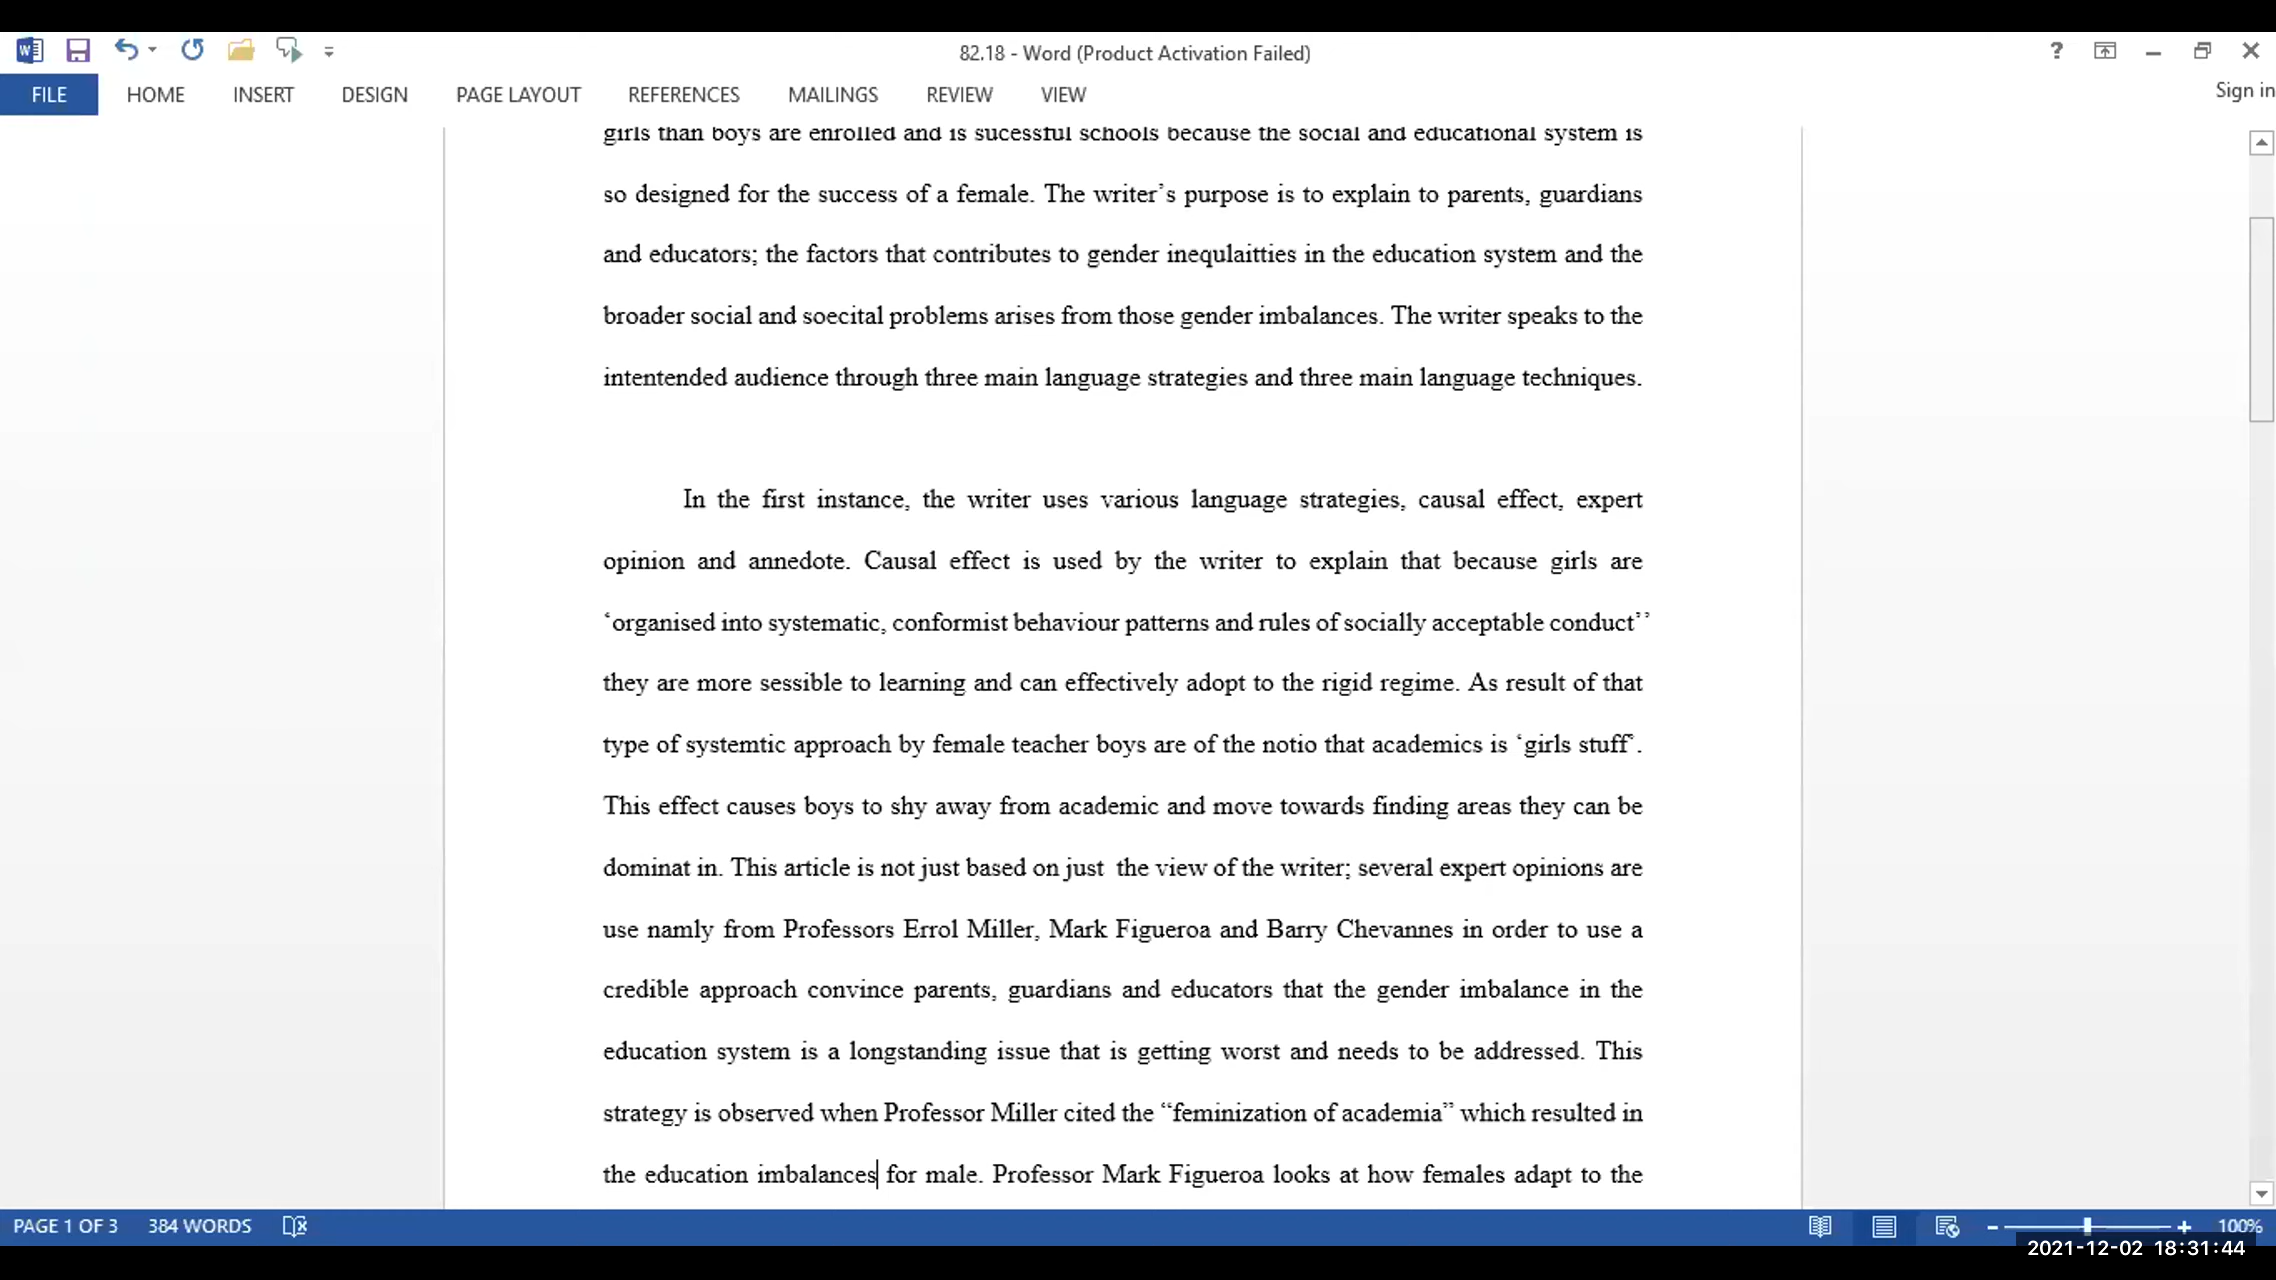 82.18 - Word (Product Activation Failed)
FILE HOME INSERT DESIGN PAGE LAYOUT REFERENCES MAILINGS REVIEW VIEW Sign in
girls than boys are enrolled and is sucessful schools because the social and educational system is
so designed for the success of a female. The writer’s purpose is to explain to parents, guardians
and educators; the factors that contributes to gender inequlaitties in the education system and the
broader social and soecital problems arises from those gender imbalances. The writer speaks to the
intentended audience through three main language strategies and three main language techniques.
In the first instance, the writer uses various language strategies, causal effect, expert
opinion and annedote. Causal effect is used by the writer to explain that because girls are
‘organised into systematic, conformist behaviour patterns and rules of socially acceptable conduct’’
they are more sessible to learning and can effectively adopt to the rigid regime. As result of that
type of systemtic approach by female teacher boys are of the notio that academics is ‘girls stuff’.
This effect causes boys to shy away from academic and move towards finding areas they can be
dominat in. This article is not just based on just  the view of the writer; several expert opinions are
use namly from Professors Errol Miller, Mark Figueroa and Barry Chevannes in order to use a
credible approach convince parents, guardians and educators that the gender imbalance in the
education system is a longstanding issue that is getting worst and needs to be addressed. This
strategy is observed when Professor Miller cited the “feminization of academia” which resulted in
the education imbalances for male. Professor Mark Figueroa looks at how females adapt to the
PAGE 1 OF 3 384 WORDS 100%
2021-12-02 18:31:44